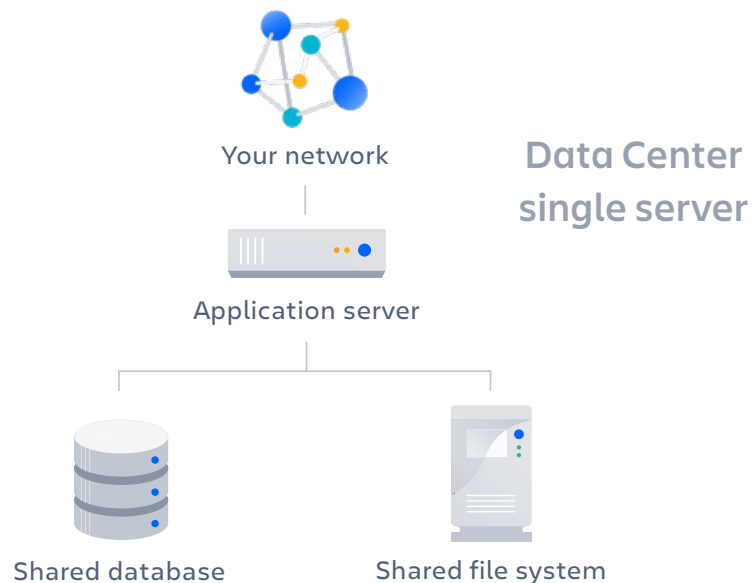 Your network
Data Center
single server
Application server
Shared database
Shared file system